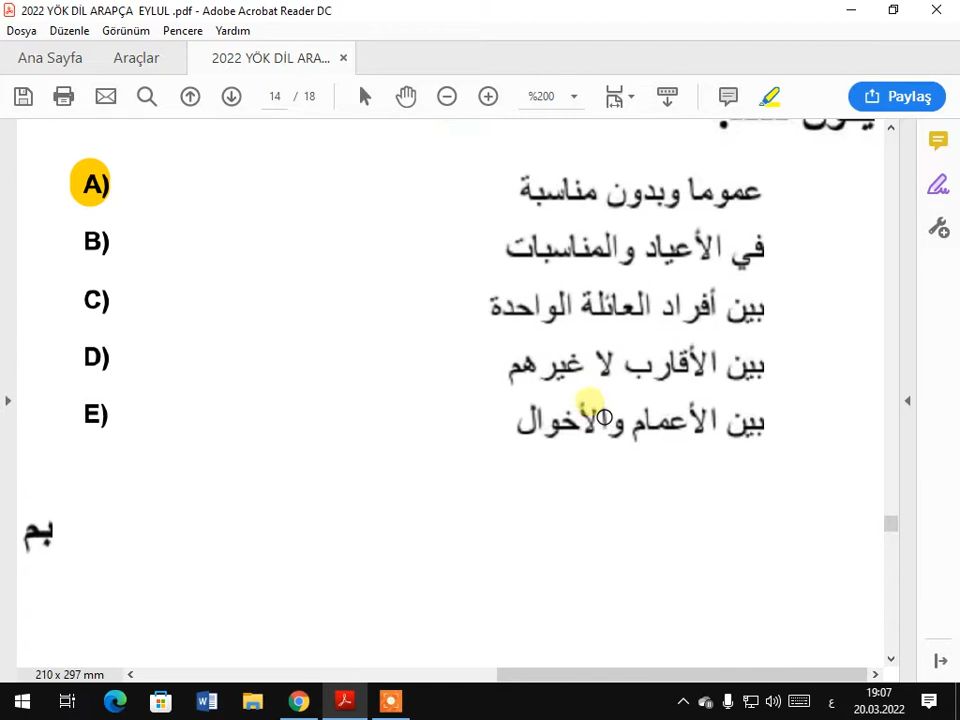 2022 YÖK DİL ARAPÇA EYLUL .pdf - Adobe Acrobat Reader DC
Dosya Düzenle Görünüm Pencere Yardım
Ana Sayfa Araçlar 2022 YÖK DİL ARA... ×
14 / 18 %200 Paylaş
A) عموما وبدون مناسبة
B) في الأعياد والمناسبات
C) بين أفراد العائلة الواحدة
D) بين الأقارب لا غيرهم
E) بين الأعمام والأخوال
بم
210 x 297 mm
ع 19:07
20.03.2022